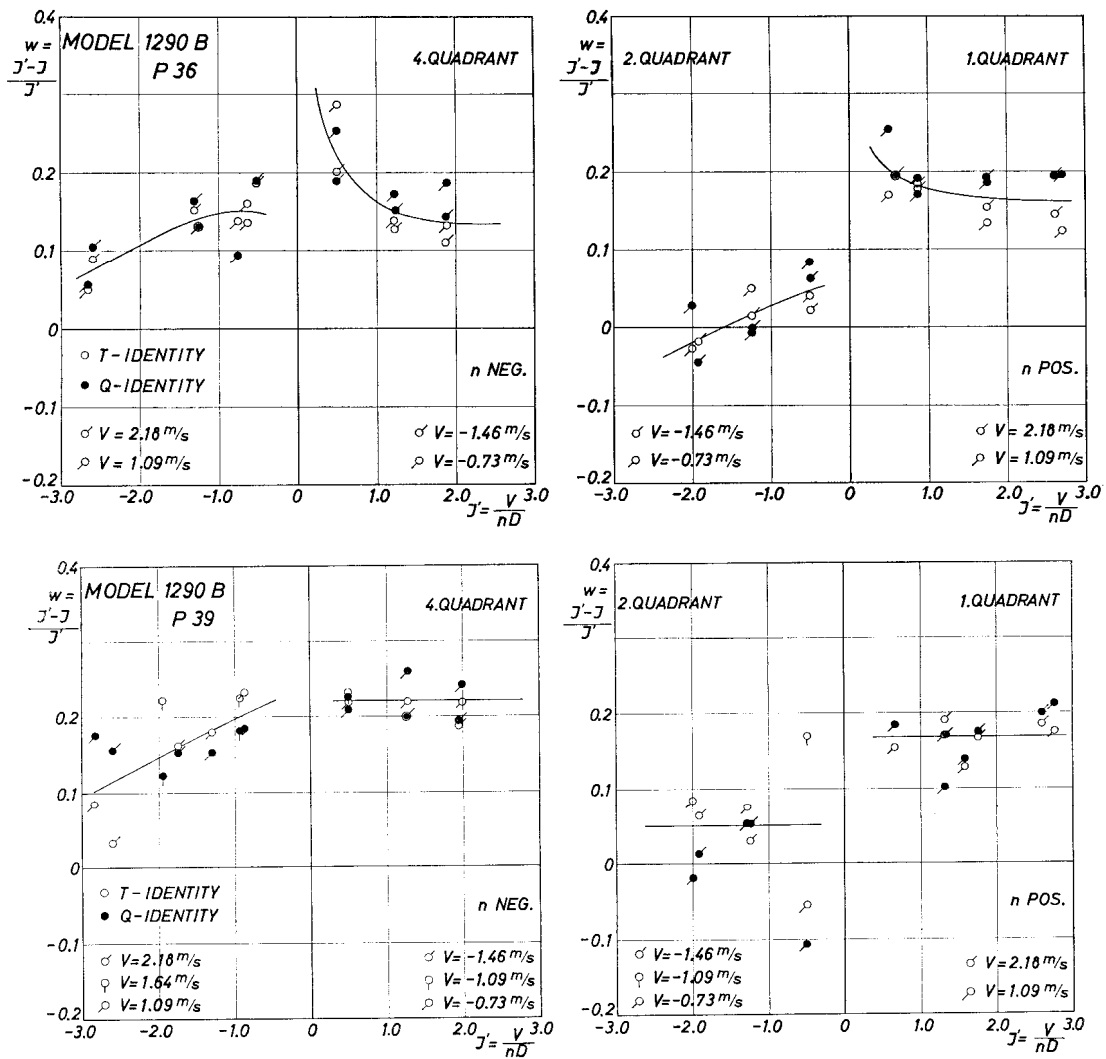 0.4
w =
J'-J
J'
MODEL 1290 B
P 36
4.QUADRANT
0.2
0.1
0
-0.1
-0.2
T-IDENTITY
Q-IDENTITY
n NEG.
V = 2.18 m/s
V = 1.09 m/s
V = -1.46 m/s
V = -0.73 m/s
-3.0 -2.0 -1.0 0 1.0 2.0 3.0
J' = V
nD
0.4
w =
J'-J
J'
2.QUADRANT
1.QUADRANT
0.2
0.1
0
-0.1
-0.2
n POS.
V = -1.46 m/s
V = -0.73 m/s
V = 2.18 m/s
V = 1.09 m/s
-3.0 -2.0 -1.0 0 1.0 2.0 3.0
J' = V
nD
0.4
w =
J'-J
J'
MODEL 1290 B
P 39
4.QUADRANT
0.2
0.1
0
-0.1
-0.2
T-IDENTITY
Q-IDENTITY
n NEG.
V = 2.18 m/s
V = 1.64 m/s
V = 1.09 m/s
V = -1.46 m/s
V = -1.09 m/s
V = -0.73 m/s
-3.0 -2.0 -1.0 0 1.0 2.0 3.0
J' = V
nD
0.4
w =
J'-J
J'
2.QUADRANT
1.QUADRANT
0.2
0.1
0
-0.1
-0.2
n POS.
V = -1.46 m/s
V = -1.09 m/s
V = -0.73 m/s
V = 2.18 m/s
V = 1.09 m/s
-3.0 -2.0 -1.0 0 1.0 2.0 3.0
J' = V
nD